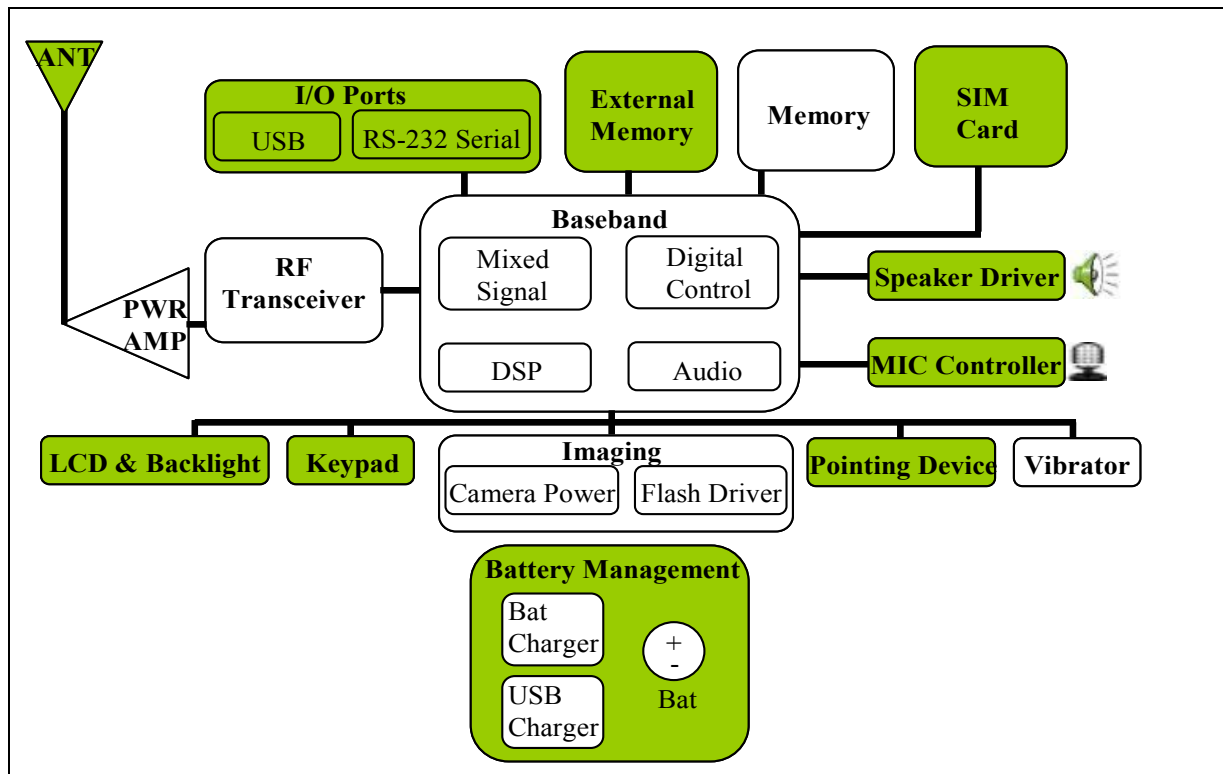 ANT
I/O Ports
USB
RS-232 Serial
External
Memory
Memory
SIM
Card
Baseband
Mixed
Signal
Digital
Control
DSP
Audio
RF
Transceiver
PWR
AMP
Speaker Driver
MIC Controller
LCD & Backlight
Keypad
Imaging
Camera Power
Flash Driver
Pointing Device
Vibrator
Battery Management
Bat
Charger
+
-
Bat
USB
Charger